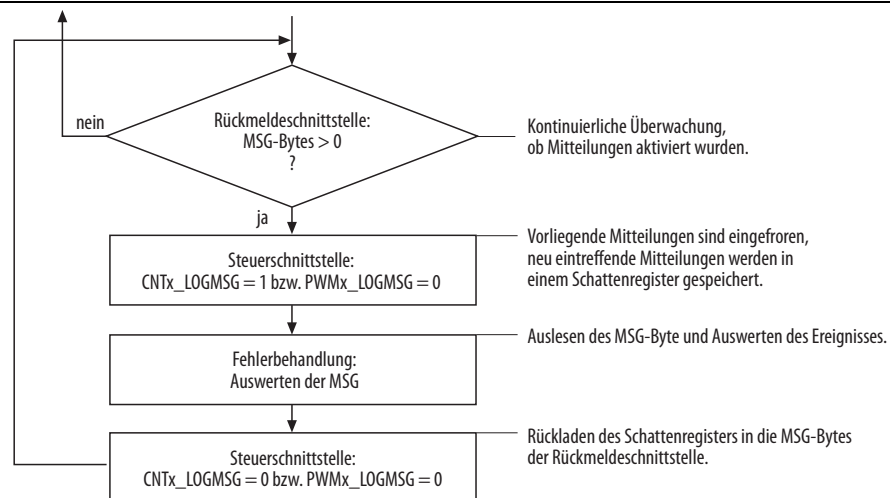 nein
Rückmeldeschnittstelle:
MSG-Bytes > 0
?
Kontinuierliche Überwachung,
ob Mitteilungen aktiviert wurden.
ja
Steuerschnittstelle:
CNTx_LOGMSG = 1 bzw. PWMx_LOGMSG = 0
Vorliegende Mitteilungen sind eingefroren,
neu eintreffende Mitteilungen werden in
einem Schattenregister gespeichert.
Fehlerbehandlung:
Auswerten der MSG
Auslesen des MSG-Byte und Auswerten des Ereignisses.
Steuerschnittstelle:
CNTx_LOGMSG = 0 bzw. PWMx_LOGMSG = 0
Rückladen des Schattenregisters in die MSG-Bytes
der Rückmeldeschnittstelle.